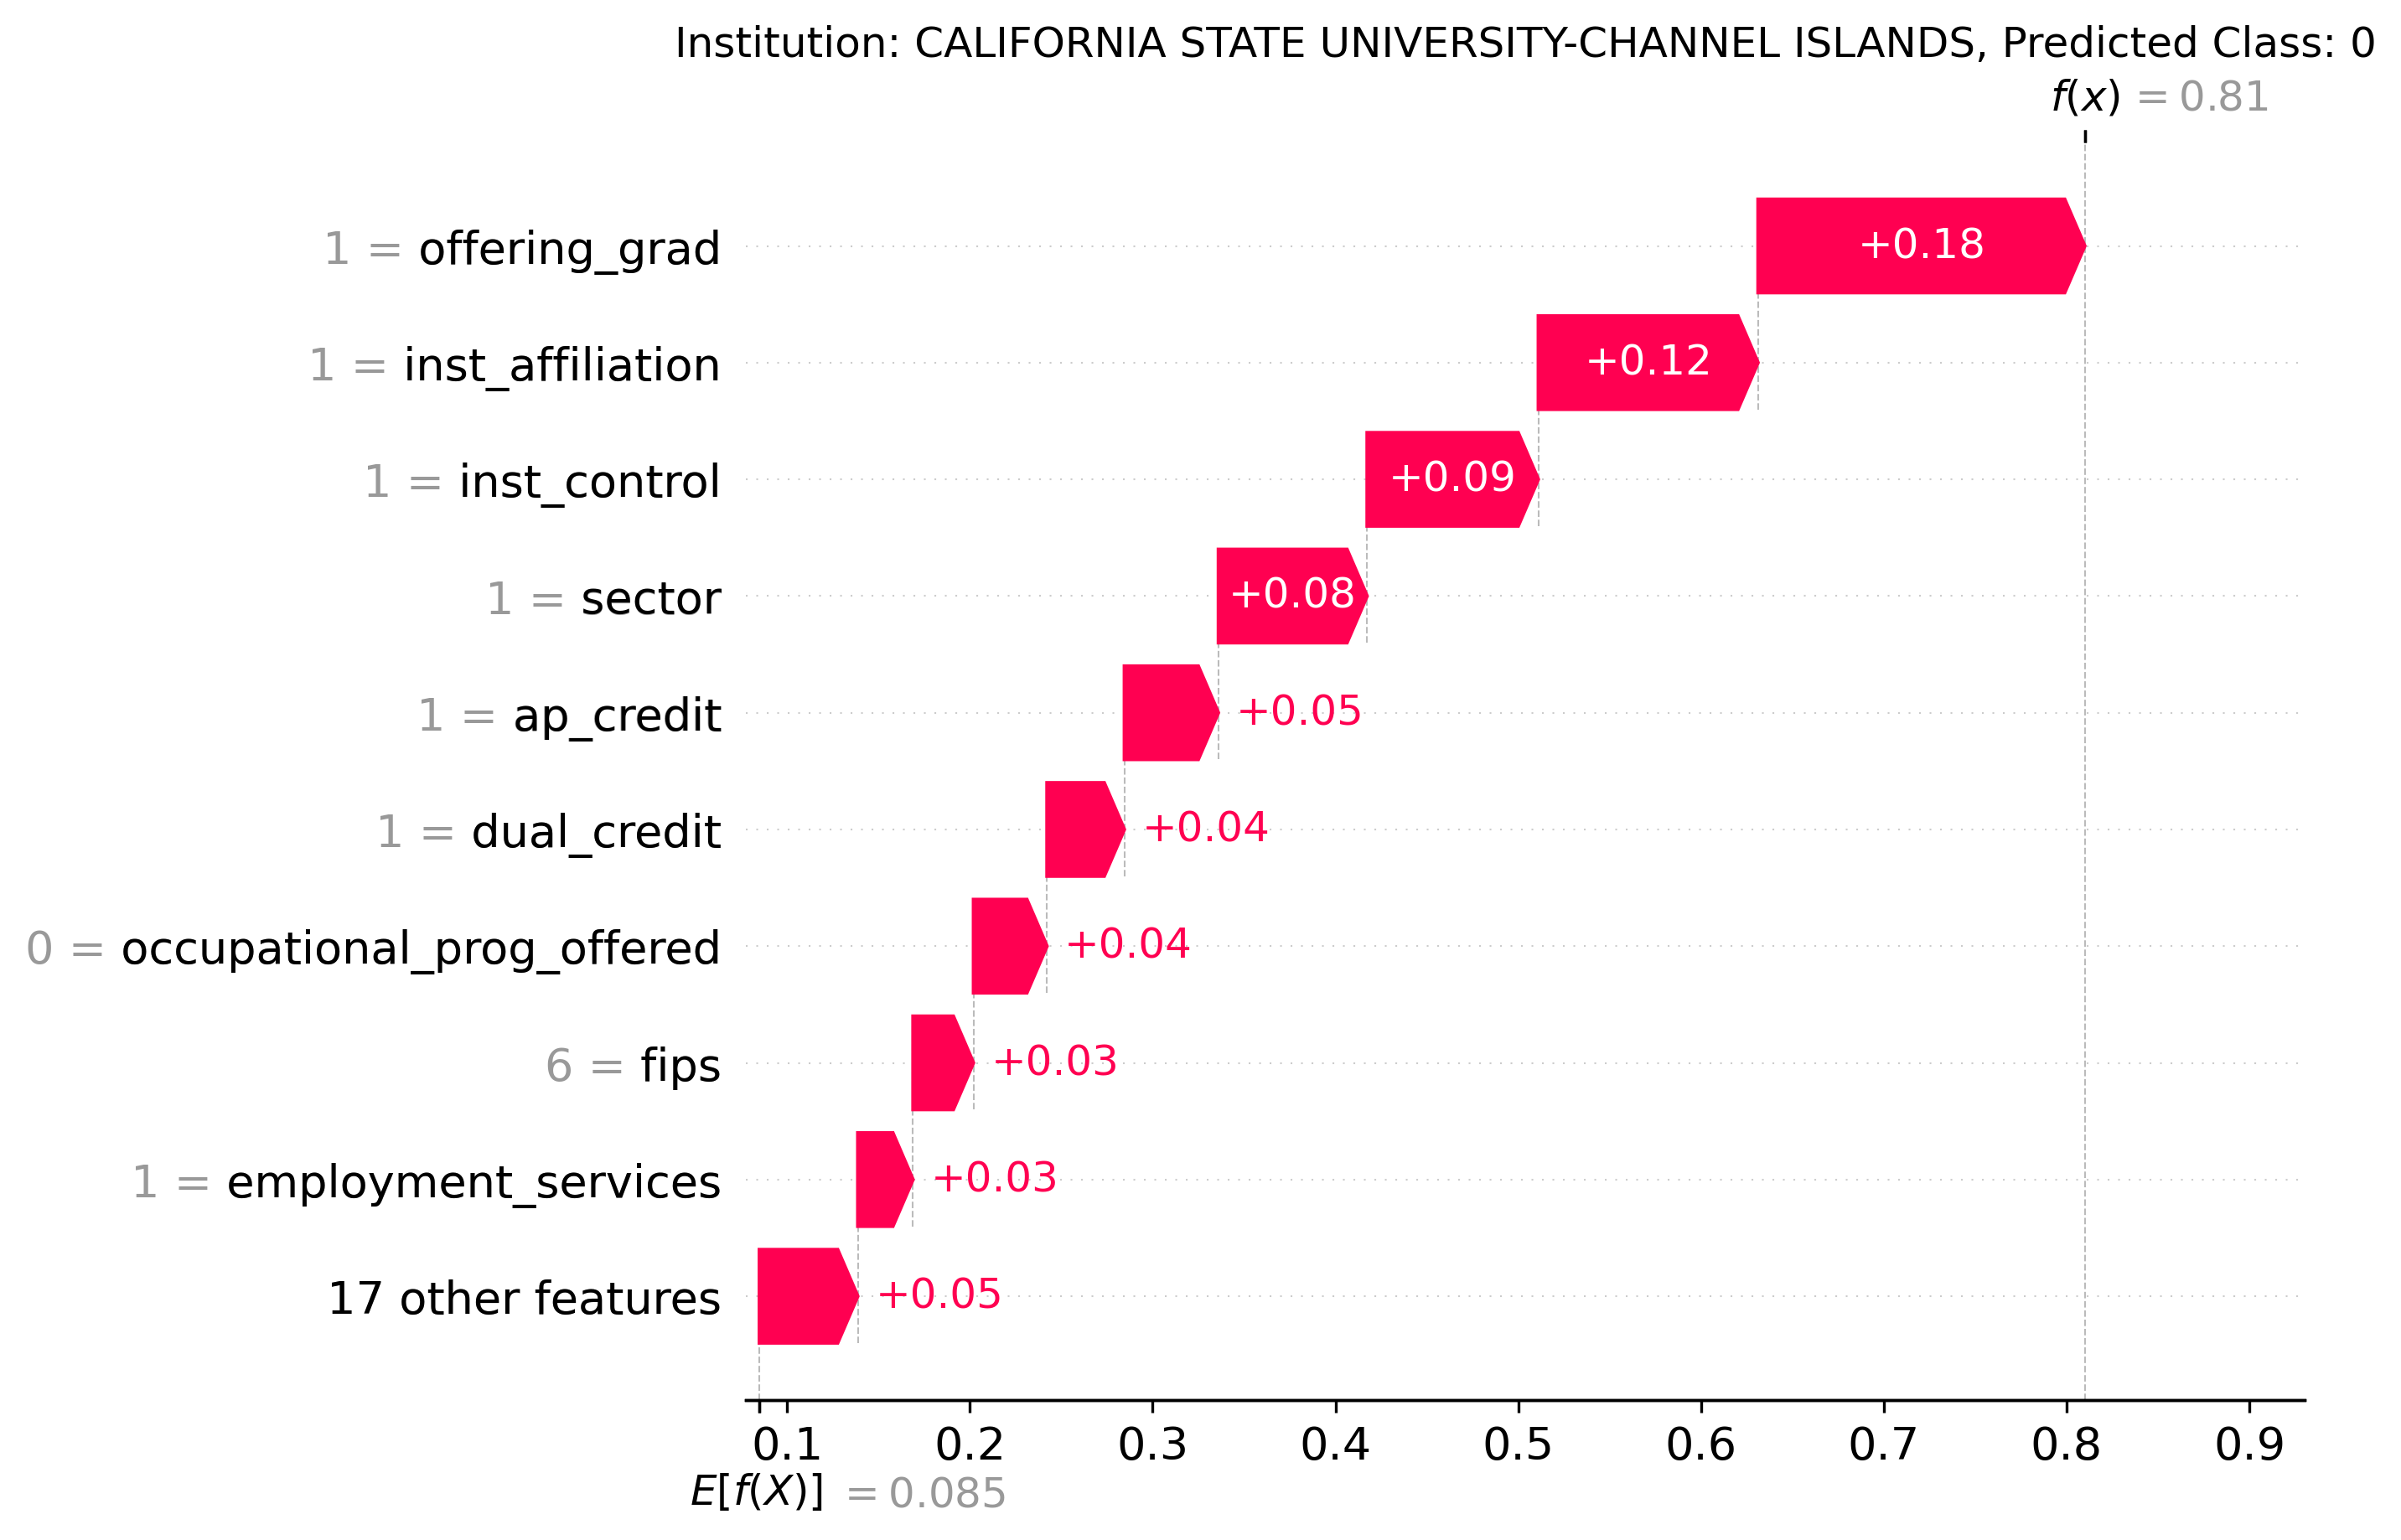 Institution: CALIFORNIA STATE UNIVERSITY-CHANNEL ISLANDS, Predicted Class: 0
f(x) = 0.81
1 = offering_grad +0.18
1 = inst_affiliation +0.12
1 = inst_control +0.09
1 = sector +0.08
1 = ap_credit +0.05
1 = dual_credit +0.04
0 = occupational_prog_offered +0.04
6 = fips +0.03
1 = employment_services +0.03
17 other features +0.05
0.1 0.2 0.3 0.4 0.5 0.6 0.7 0.8 0.9
E[f(X)] = 0.085